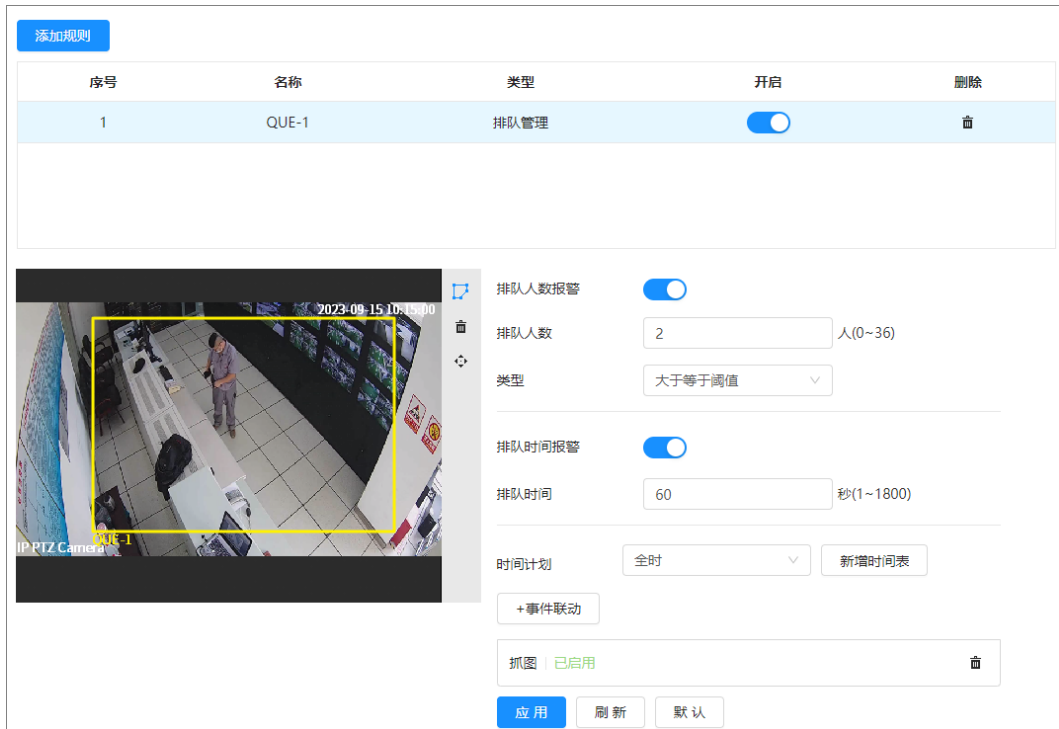 添加规则
序号 名称 类型 开启 删除
1 QUE-1 排队管理
2023-09-15 10:15:00
QUE-1
IP PTZ Camera
排队人数报警
排队人数 2 人(0~36)
类型 大于等于阈值
排队时间报警
排队时间 60 秒(1~1800)
时间计划 全时 新增时间表
+事件联动
抓图 已启用
应用 刷新 默认